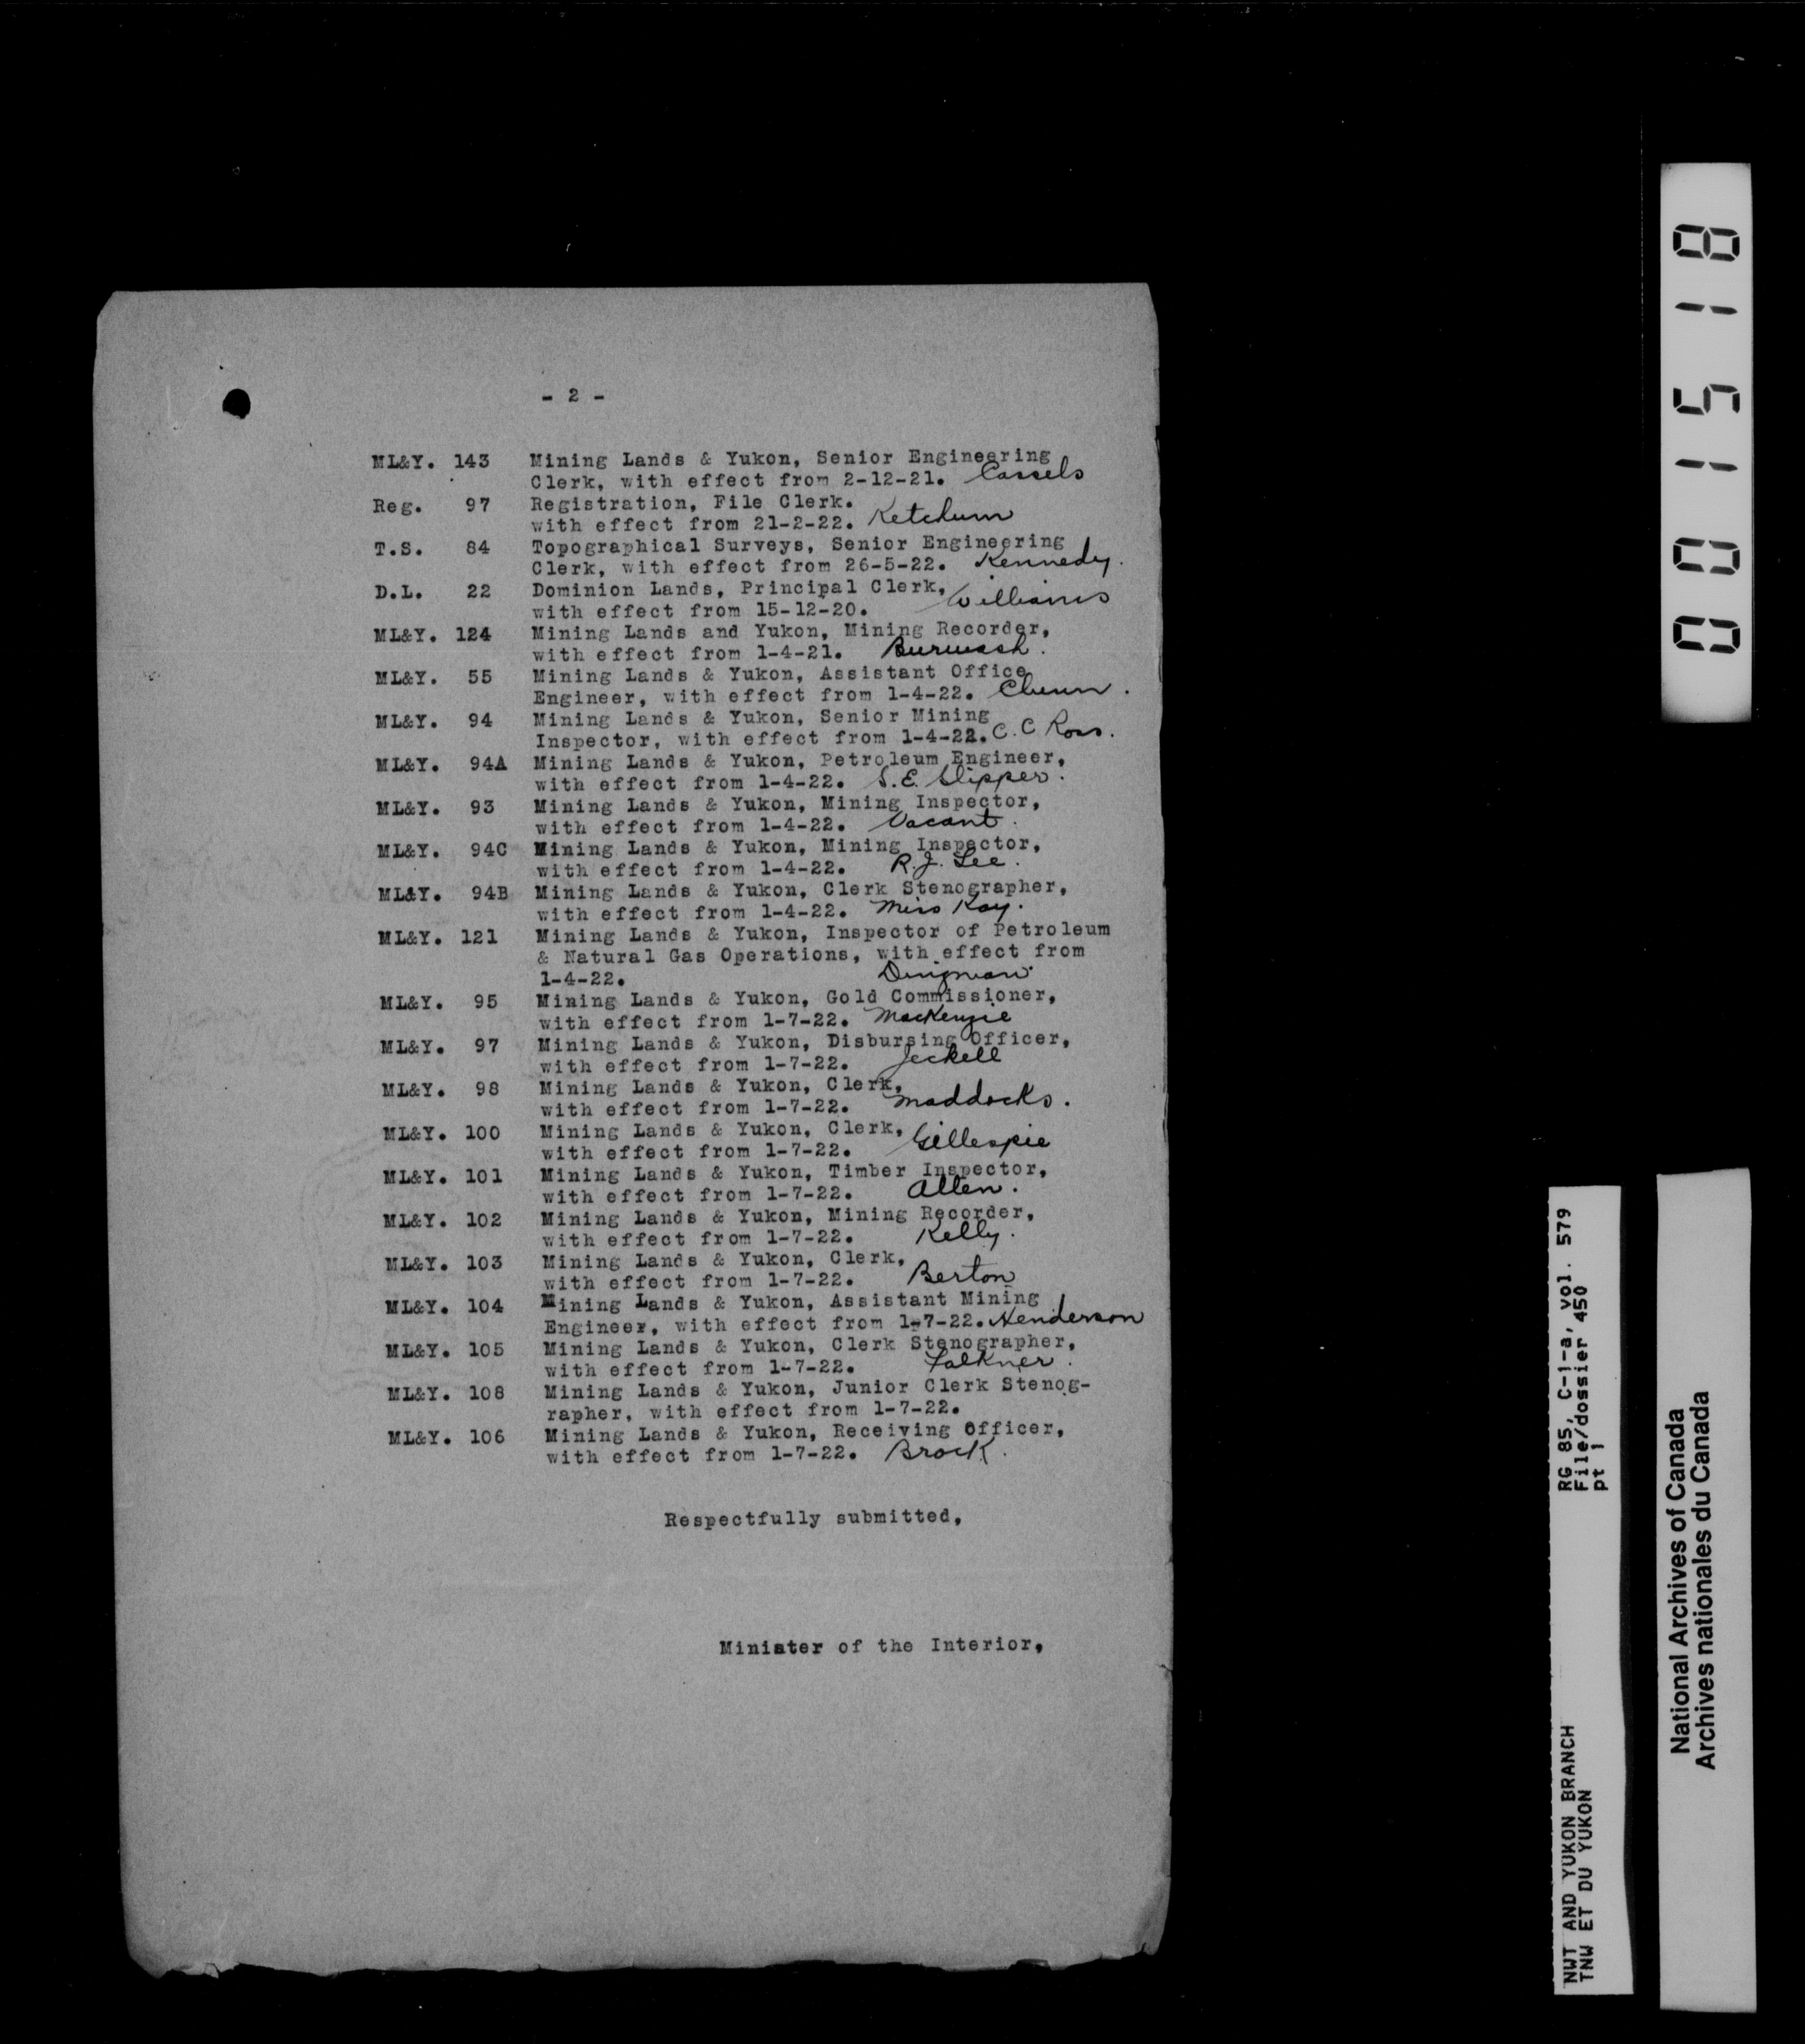 - 2 -
ML&Y. 143 Mining Lands & Yukon, Senior Engineering
Clerk, with effect from 2-12-21. Cassels
Reg. 97 Registration, File Clerk.
with effect from 21-2-22. Ketchum
T.S. 84 Topographical Surveys, Senior Engineering
Clerk, with effect from 26-5-22. Kennedy.
D.L. 22 Dominion Lands, Principal Clerk,
with effect from 15-12-20. Williams
ML&Y. 124 Mining Lands and Yukon, Mining Recorder,
with effect from 1-4-21. Burwash.
ML&Y. 55 Mining Lands & Yukon, Assistant Office
Engineer, with effect from 1-4-22.
ML&Y. 94 Mining Lands & Yukon, Senior Mining
Inspector, with effect from 1-4-22. C. C Ross.
ML&Y. 94A Mining Lands & Yukon, Petroleum Engineer,
with effect from 1-4-22. S. E. Slipper.
ML&Y. 93 Mining Lands & Yukon, Mining Inspector,
with effect from 1-4-22. Vacant.
ML&Y. 94C Mining Lands & Yukon, Mining Inspector,
with effect from 1-4-22. R. J. Lee.
ML&Y. 94B Mining Lands & Yukon, Clerk Stenographer,
with effect from 1-4-22. Miss Kay.
ML&Y. 121 Mining Lands & Yukon, Inspector of Petroleum
& Natural Gas Operations, with effect from
1-4-22. Dingman.
ML&Y. 95 Mining Lands & Yukon, Gold Commissioner,
with effect from 1-7-22. MacKenzie
ML&Y. 97 Mining Lands & Yukon, Disbursing Officer,
with effect from 1-7-22. Jeckell
ML&Y. 98 Mining Lands & Yukon, Clerk,
with effect from 1-7-22. Maddocks.
ML&Y. 100 Mining Lands & Yukon, Clerk,
with effect from 1-7-22. Gillespie
ML&Y. 101 Mining Lands & Yukon, Timber Inspector,
with effect from 1-7-22. Allen.
ML&Y. 102 Mining Lands & Yukon, Mining Recorder,
with effect from 1-7-22. Kelly.
ML&Y. 103 Mining Lands & Yukon, Clerk,
with effect from 1-7-22. Berton
ML&Y. 104 Mining Lands & Yukon, Assistant Mining
Engineer, with effect from 1-7-22. Henderson
ML&Y. 105 Mining Lands & Yukon, Clerk Stenographer,
with effect from 1-7-22. Falkner.
ML&Y. 108 Mining Lands & Yukon, Junior Clerk Stenog-
rapher, with effect from 1-7-22.
ML&Y. 106 Mining Lands & Yukon, Receiving Officer,
with effect from 1-7-22. Brock.
Respectfully submitted,
Minister of the Interior,
001518
NWT AND YUKON BRANCH RG 85, C-1-a, vol. 579
TNW ET DU YUKON File/dossier 450
pt 1
National Archives of Canada
Archives nationales du Canada